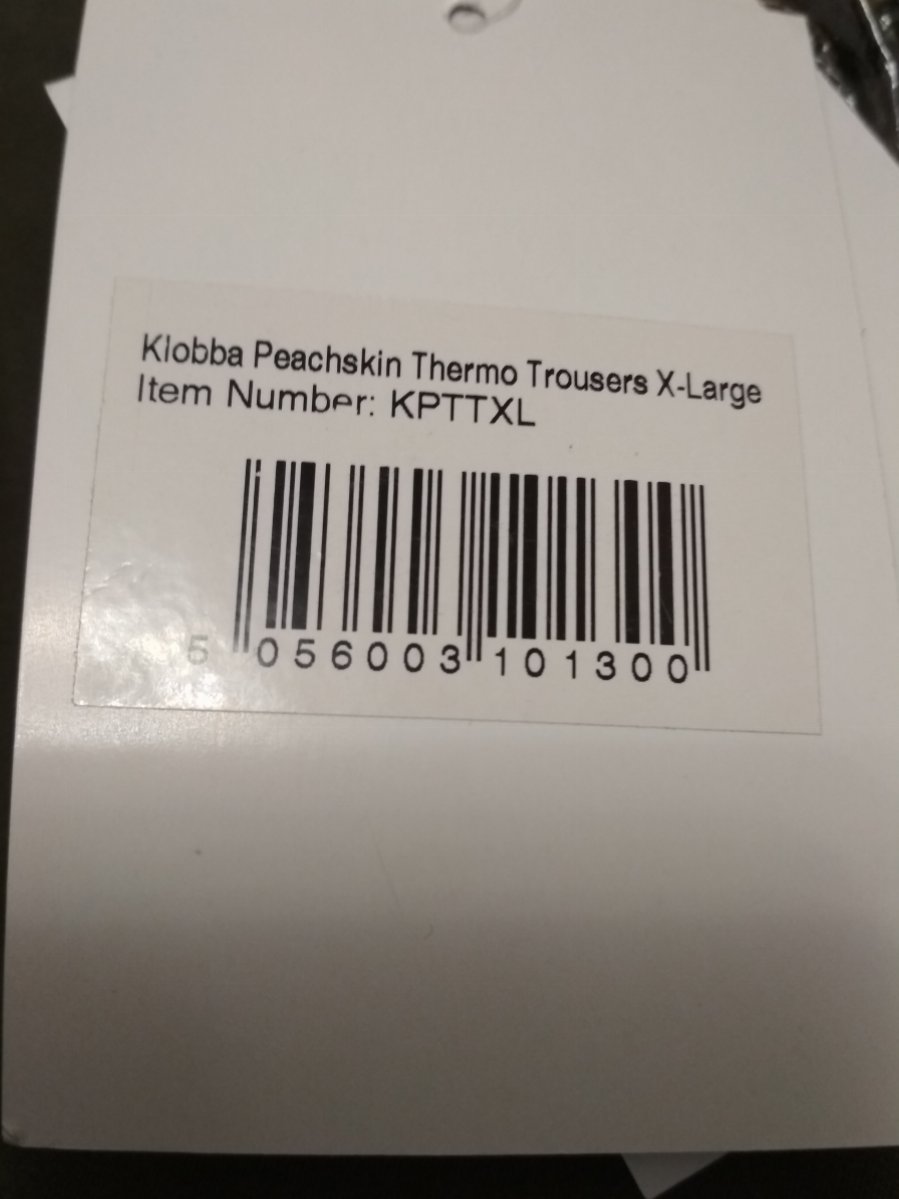 Klobba Peachskin Thermo Trousers X-Large
Item Number: KPTTXL
5 056003 101300